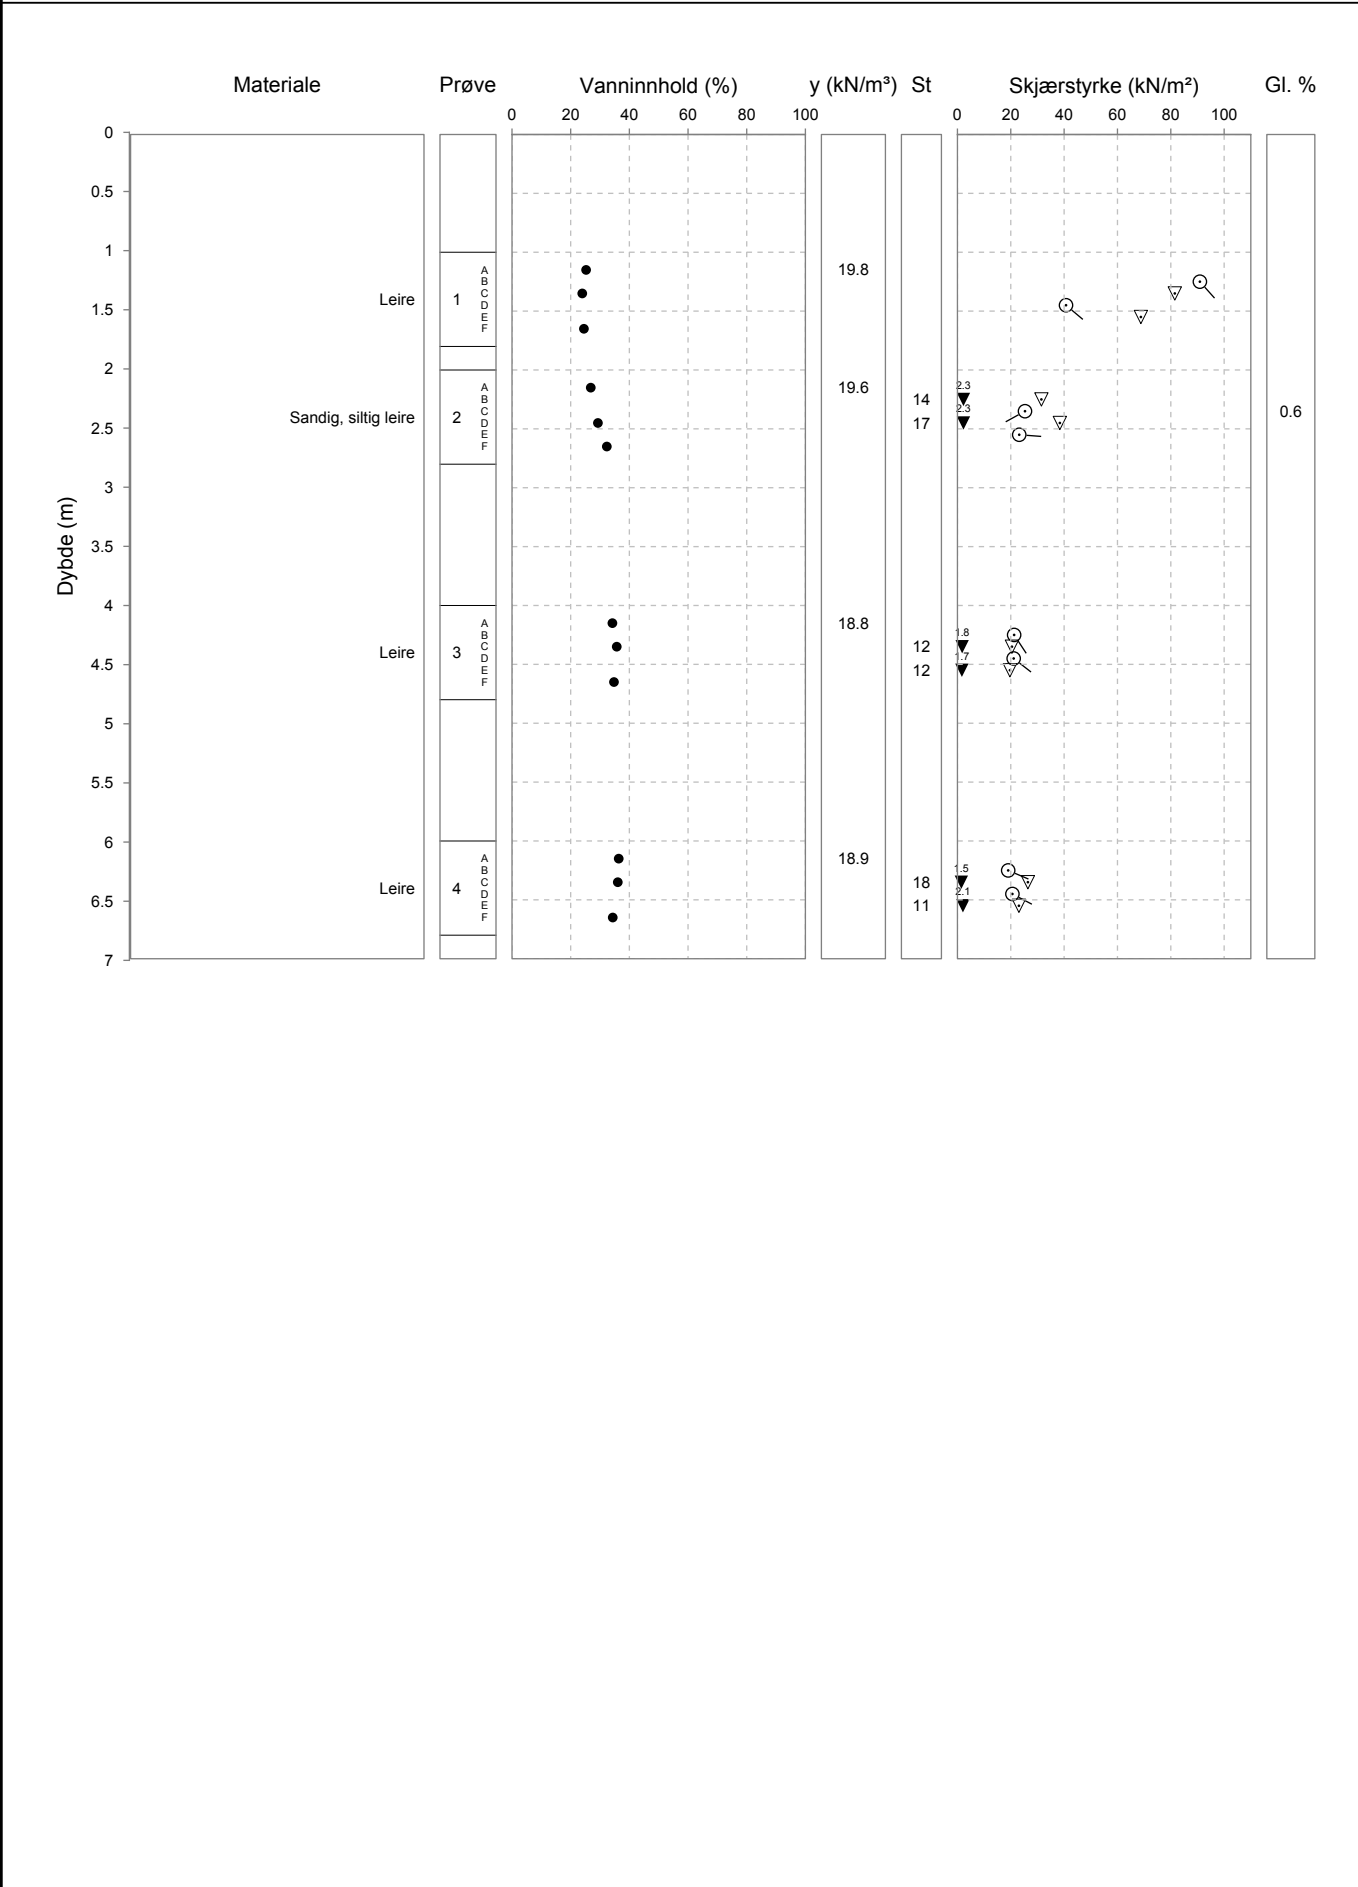 Materiale Prøve Vanninnhold (%) y (kN/m³) St Skjærstyrke (kN/m²) Gl. %
0 20 40 60 80 100 0 20 40 60 80 100
0
0.5
1
A 19.8
B
Leire 1 C
1.5 D
E
F
2
A 19.6 2.3
B 14
Sandig, siltig leire 2 C 2.3 0.6
2.5 D 17
E
F
3
Dybde (m)
3.5
4
A 18.8 1.8
B
Leire 3 C 12
4.5 D 1.7
E 12
F
5
5.5
6
A 18.9 1.5
B
Leire 4 C 18
6.5 D 2.1
E 11
F
7